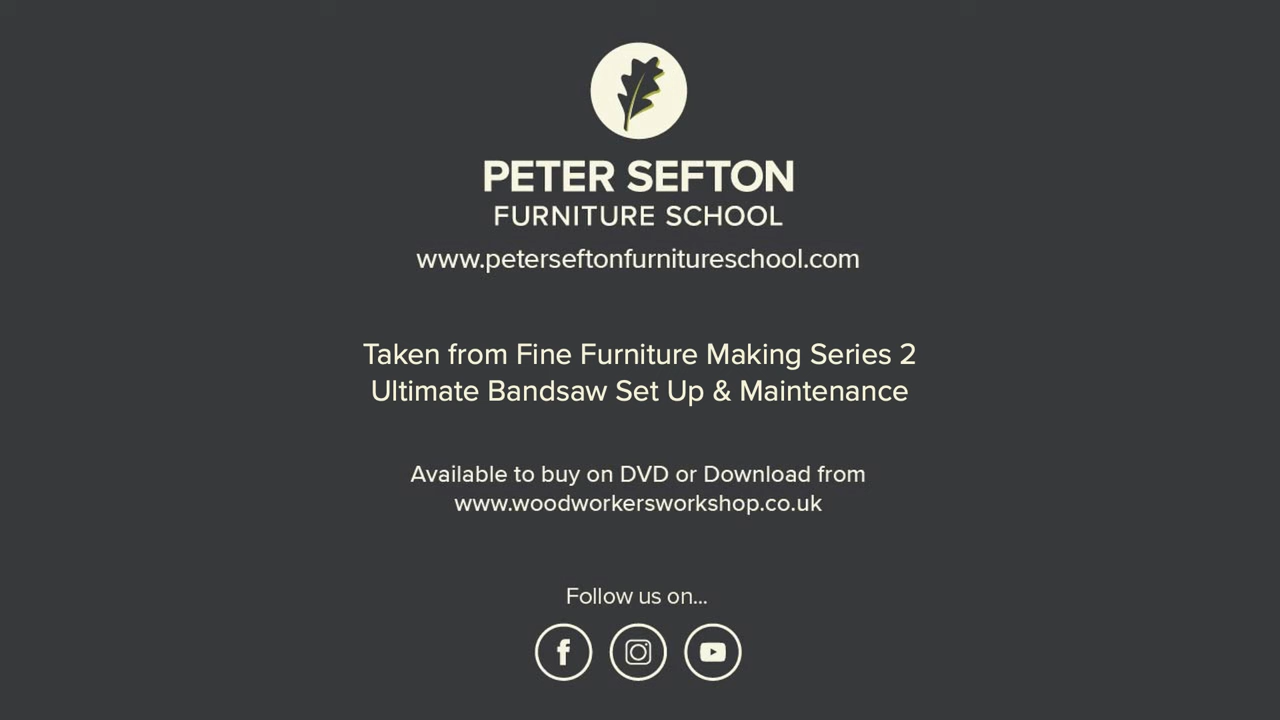 PETER SEFTON
FURNITURE SCHOOL
www.peterseftonfurnitureschool.com
Taken from Fine Furniture Making Series 2
Ultimate Bandsaw Set Up & Maintenance
Available to buy on DVD or Download from
www.woodworkersworkshop.co.uk
Follow us on...